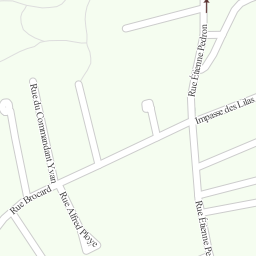 Rue Étienne Pédron
Impasse des Lilas
Rue du Commandant Yvan
Rue Brocard
Rue Alfred Ployé
Rue Étienne Pé